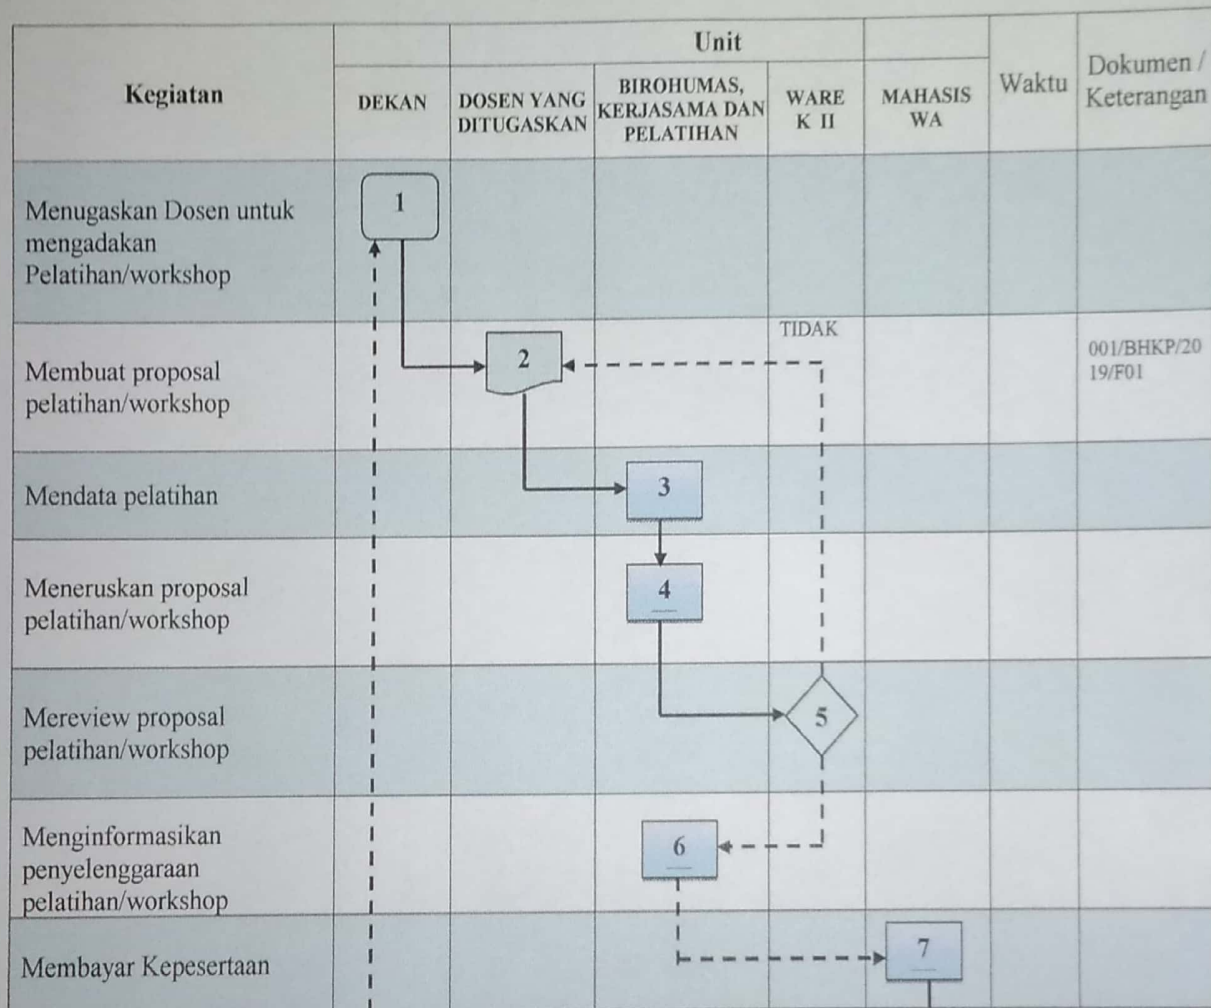 Unit
Kegiatan
DEKAN
DOSEN YANG
DITUGASKAN
BIROHUMAS,
KERJASAMA DAN
PELATIHAN
WARE
K II
MAHASIS
WA
Waktu
Dokumen /
Keterangan
Menugaskan Dosen untuk
mengadakan
Pelatihan/workshop
1
Membuat proposal
pelatihan/workshop
2
TIDAK
001/BHKP/20
19/F01
Mendata pelatihan
3
Meneruskan proposal
pelatihan/workshop
4
Mereview proposal
pelatihan/workshop
5
Menginformasikan
penyelenggaraan
pelatihan/workshop
6
Membayar Kepesertaan
7